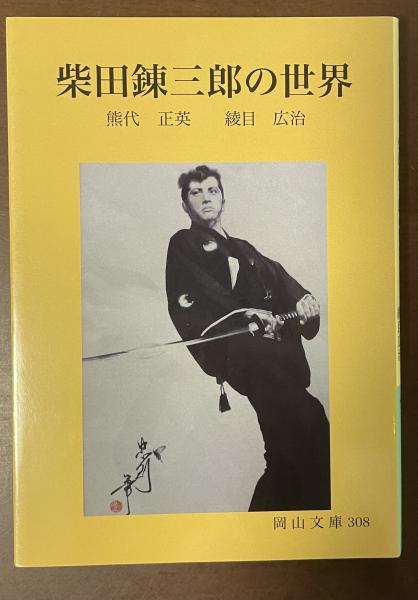 柴田錬三郎の世界
熊代 正英 綾目 広治
岡山文庫 308